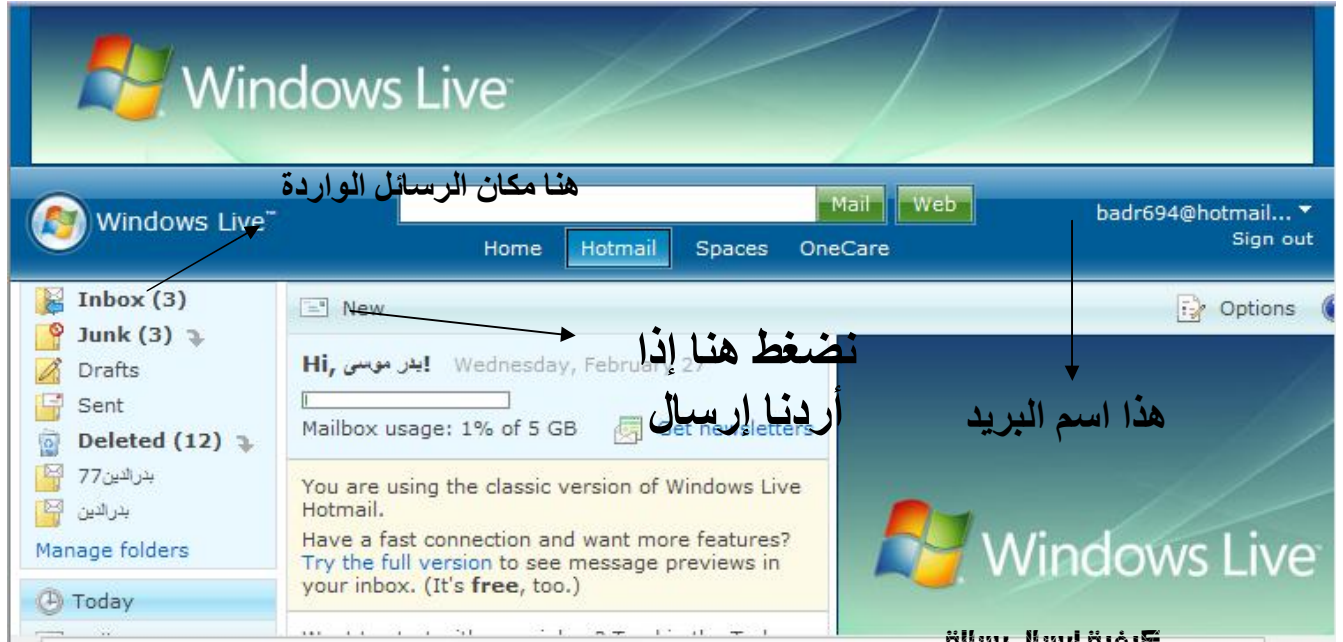 Windows Live
هنا مكان الرسائل الواردة
Windows Live™
Mail
Web
badr694@hotmail...
Sign out
Home
Hotmail
Spaces
OneCare
Inbox (3)
Junk (3)
Drafts
Sent
Deleted (12)
بدرالدين77
بدرالدين
Manage folders
Today
New
Options
Hi, بدر موسى! Wednesday, February 27
Mailbox usage: 1% of 5 GB
Get newsletters
نضغط هنا إذا
أردنا إرسال
هذا اسم البريد
You are using the classic version of Windows Live
Hotmail.
Have a fast connection and want more features?
Try the full version to see message previews in
your inbox. (It's free, too.)
Windows Live